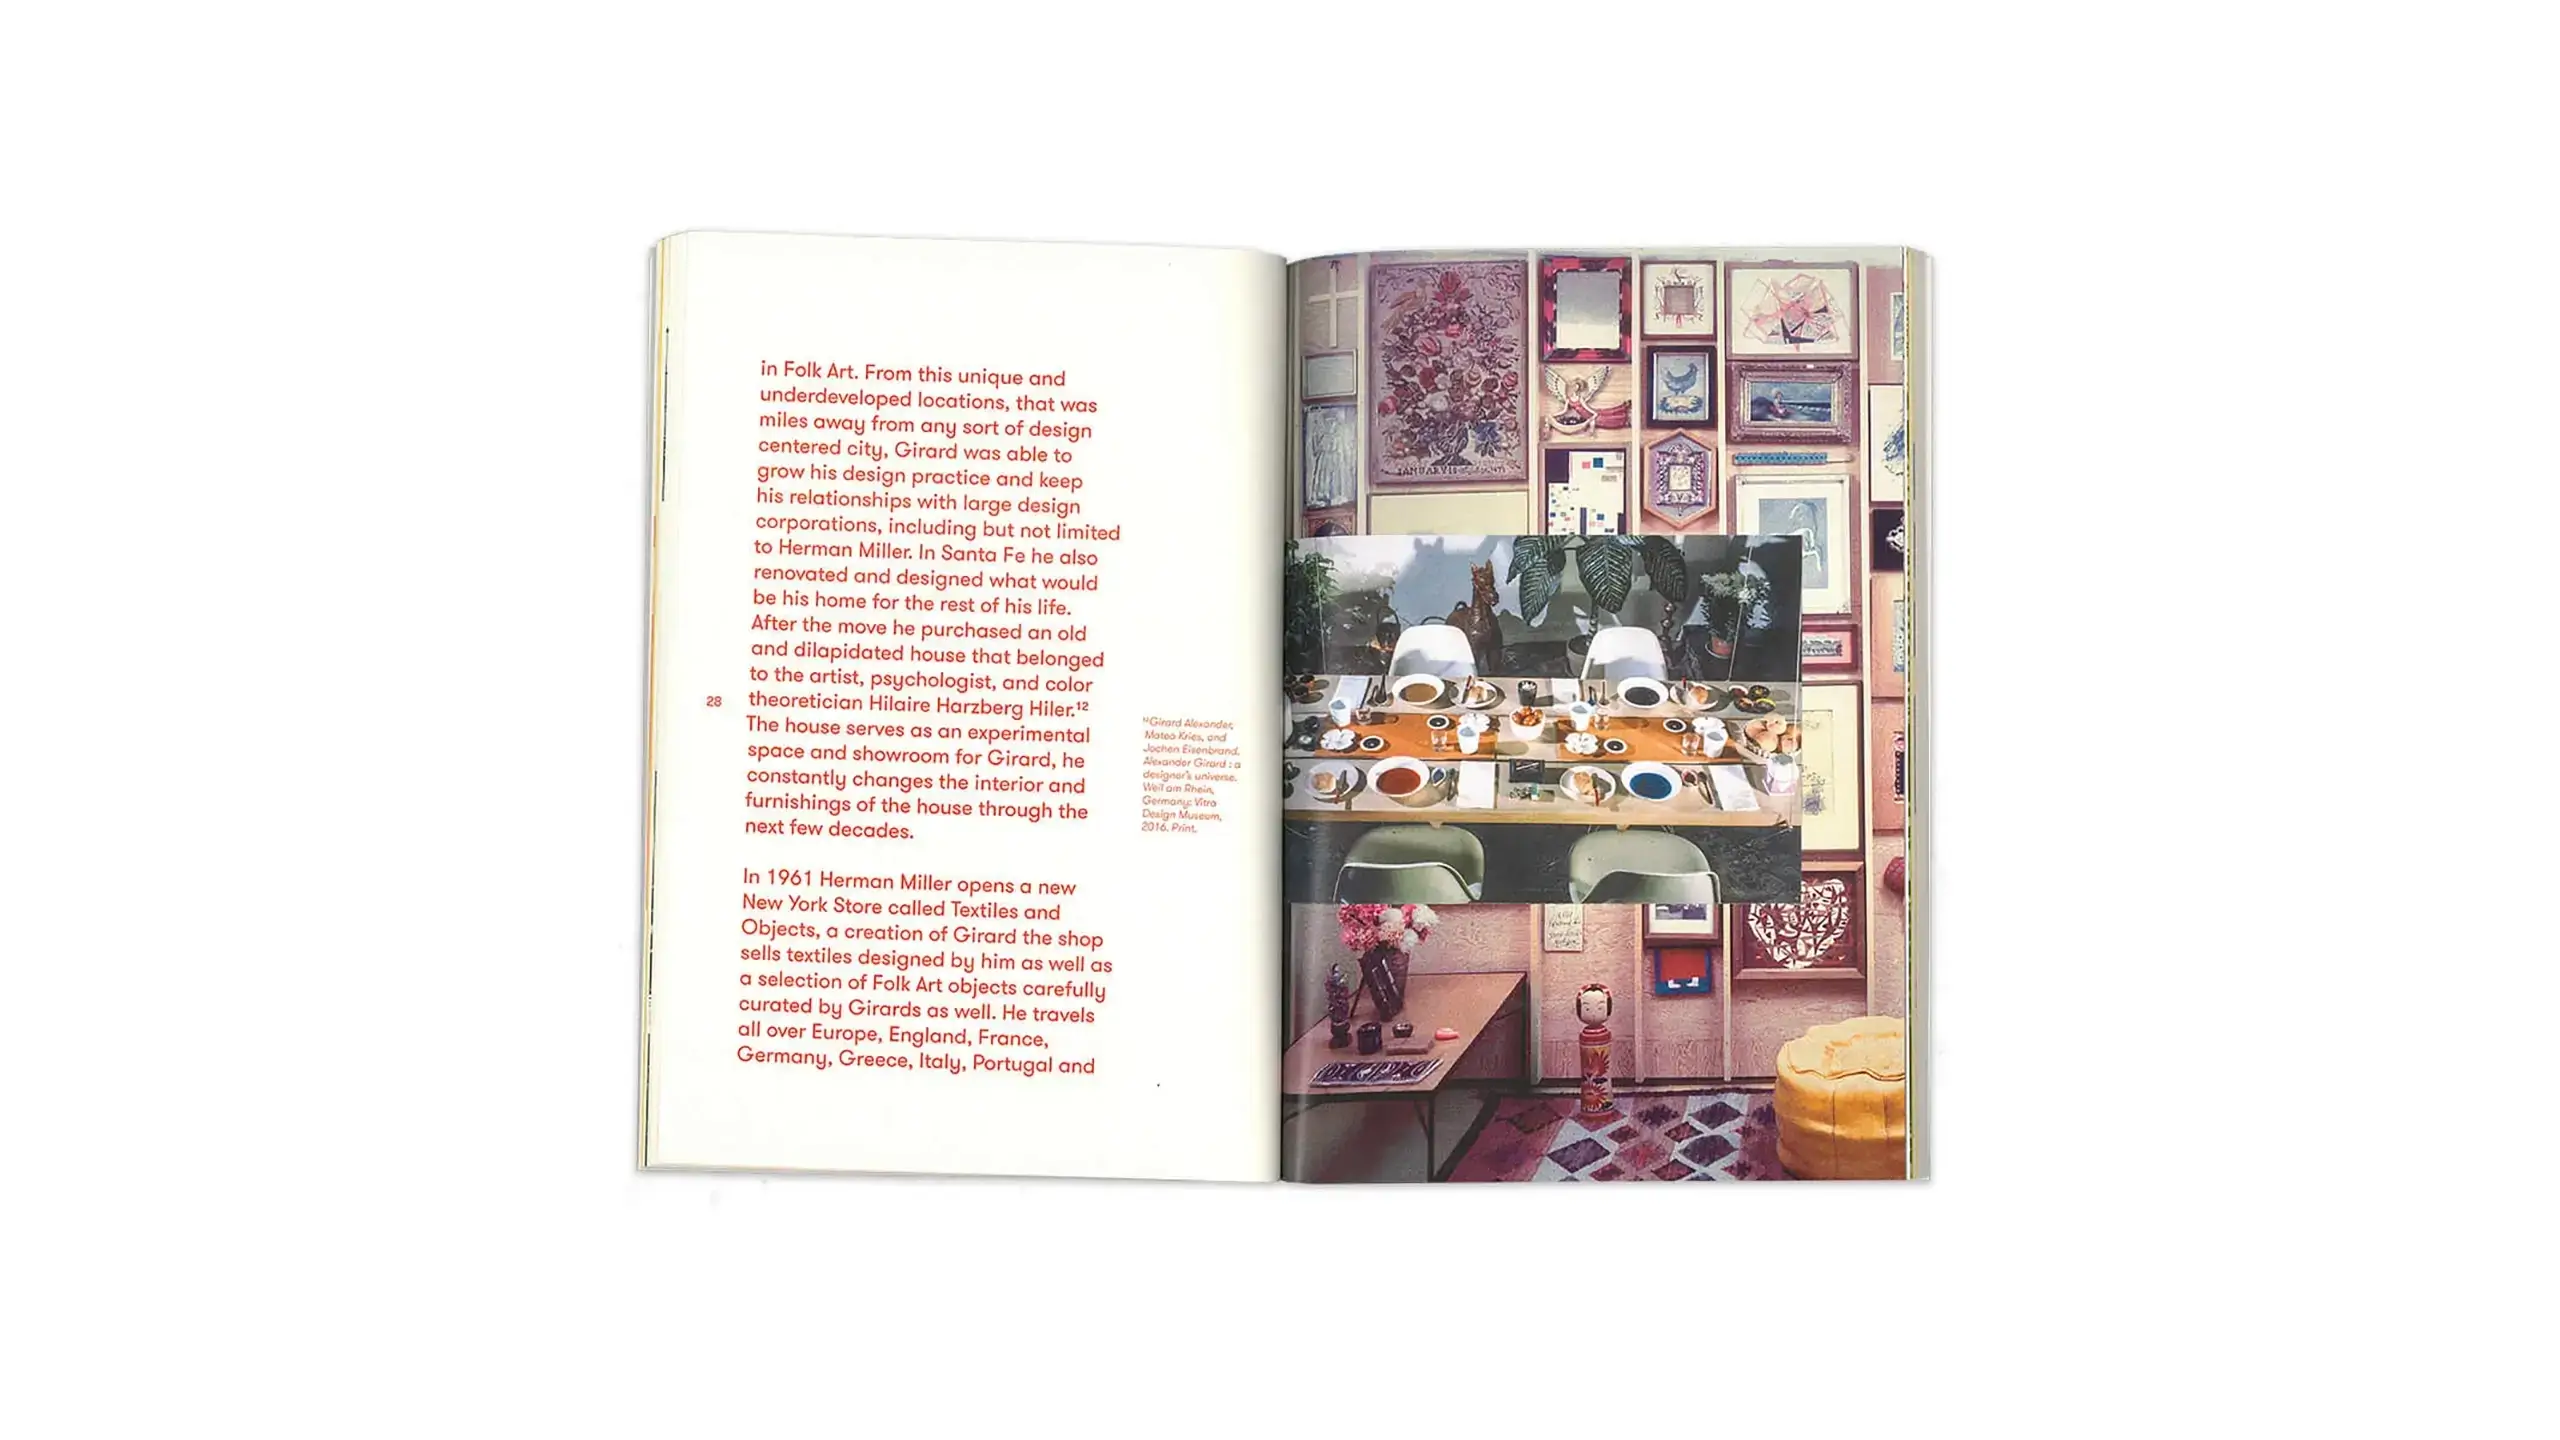 in Folk Art. From this unique and
underdeveloped locations, that was
miles away from any sort of design
centered city, Girard was able to
grow his design practice and keep
his relationships with large design
corporations, including but not limited
to Herman Miller. In Santa Fe he also
renovated and designed what would
be his home for the rest of his life.
After the move he purchased an old
and dilapidated house that belonged
to the artist, psychologist, and color
theoretician Hilaire Harzberg Hiler.¹²
The house serves as an experimental
space and showroom for Girard, he
constantly changes the interior and
furnishings of the house through the
next few decades.
In 1961 Herman Miller opens a new
New York Store called Textiles and
Objects, a creation of Girard the shop
sells textiles designed by him as well as
a selection of Folk Art objects carefully
curated by Girards as well. He travels
all over Europe, England, France,
Germany, Greece, Italy, Portugal and
28
Girard Alexander,
Mateo Kries, and
Jochen Eisenbrand.
Alexander Girard : a
designer's universe.
Weil am Rhein,
Germany: Vitra
Design Museum,
2016. Print.